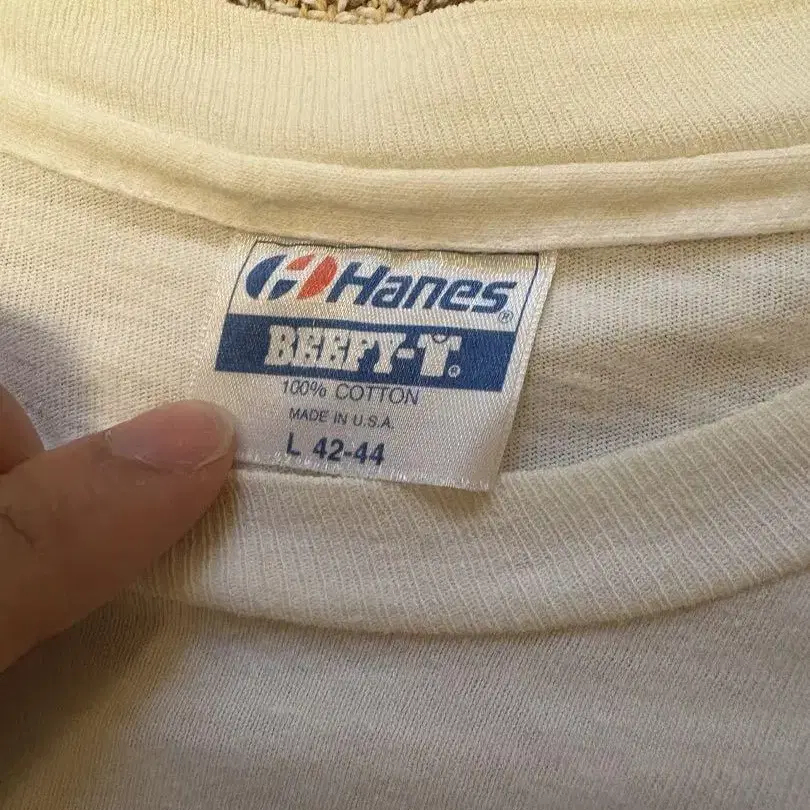 Hanes®
BEEFY-T®
100% COTTON
MADE IN U.S.A.
L 42-44